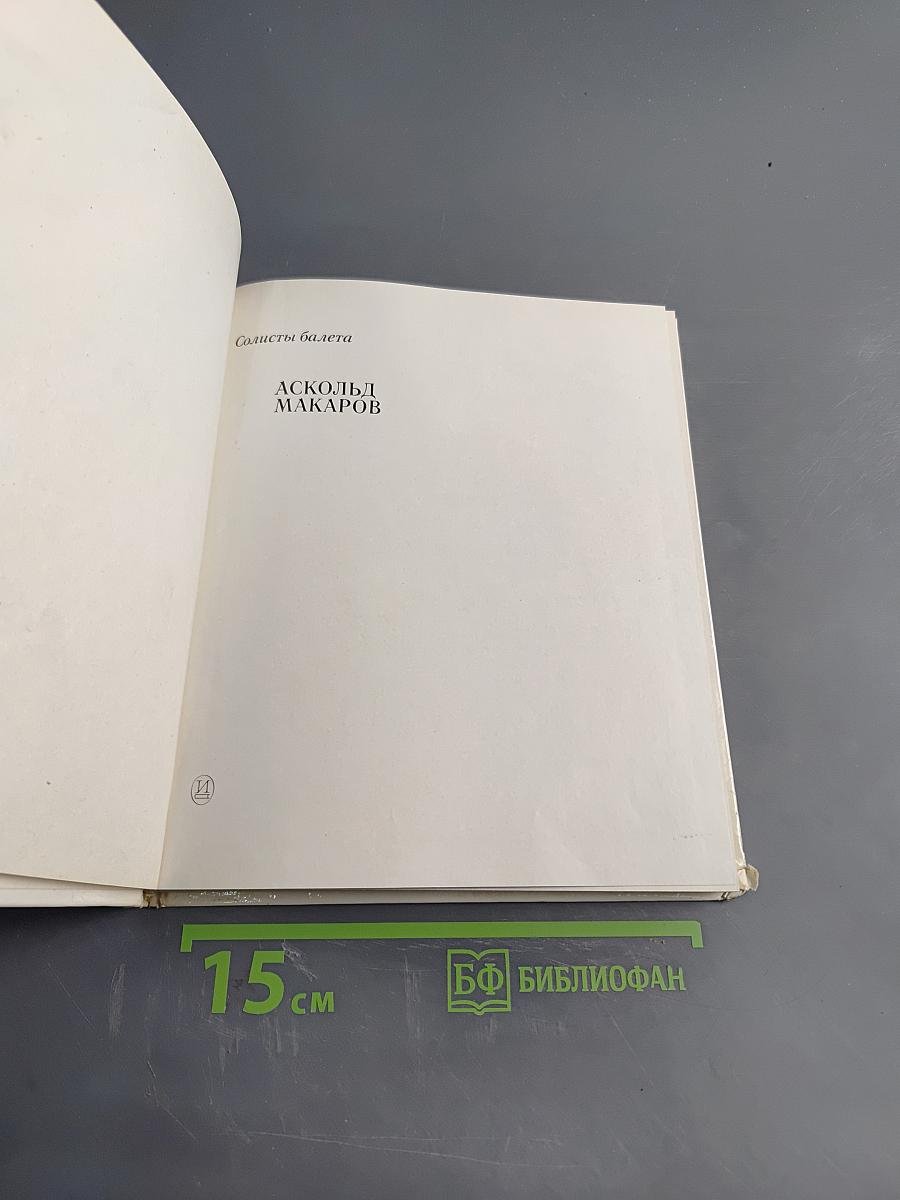 Солисты балета
АСКОЛЬД
МАКАРОВ
И
15 см
БФ БИБЛИОФАН